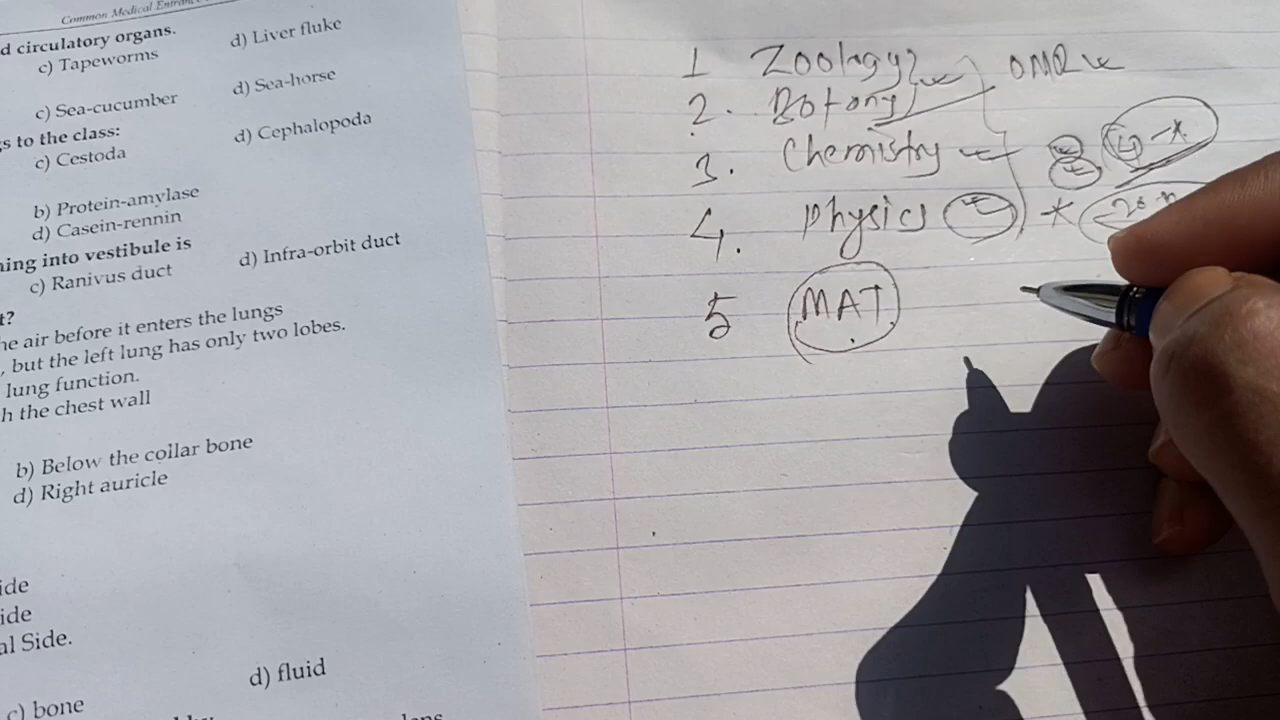 Common Medical Entrance
d circulatory organs.
c) Tapeworms d) Liver fluke
c) Sea-cucumber d) Sea-horse
gs to the class:
c) Cestoda d) Cephalopoda
b) Protein-amylase
d) Casein-rennin
ning into vestibule is
c) Ranivus duct d) Infra-orbit duct
t?
he air before it enters the lungs
, but the left lung has only two lobes.
lung function.
h the chest wall
b) Below the collar bone
d) Right auricle
ide
ide
al Side.
d) fluid
c) bone
1 Zoology OMR
2. Botony
3. Chemistry
4. physics
5 MAT